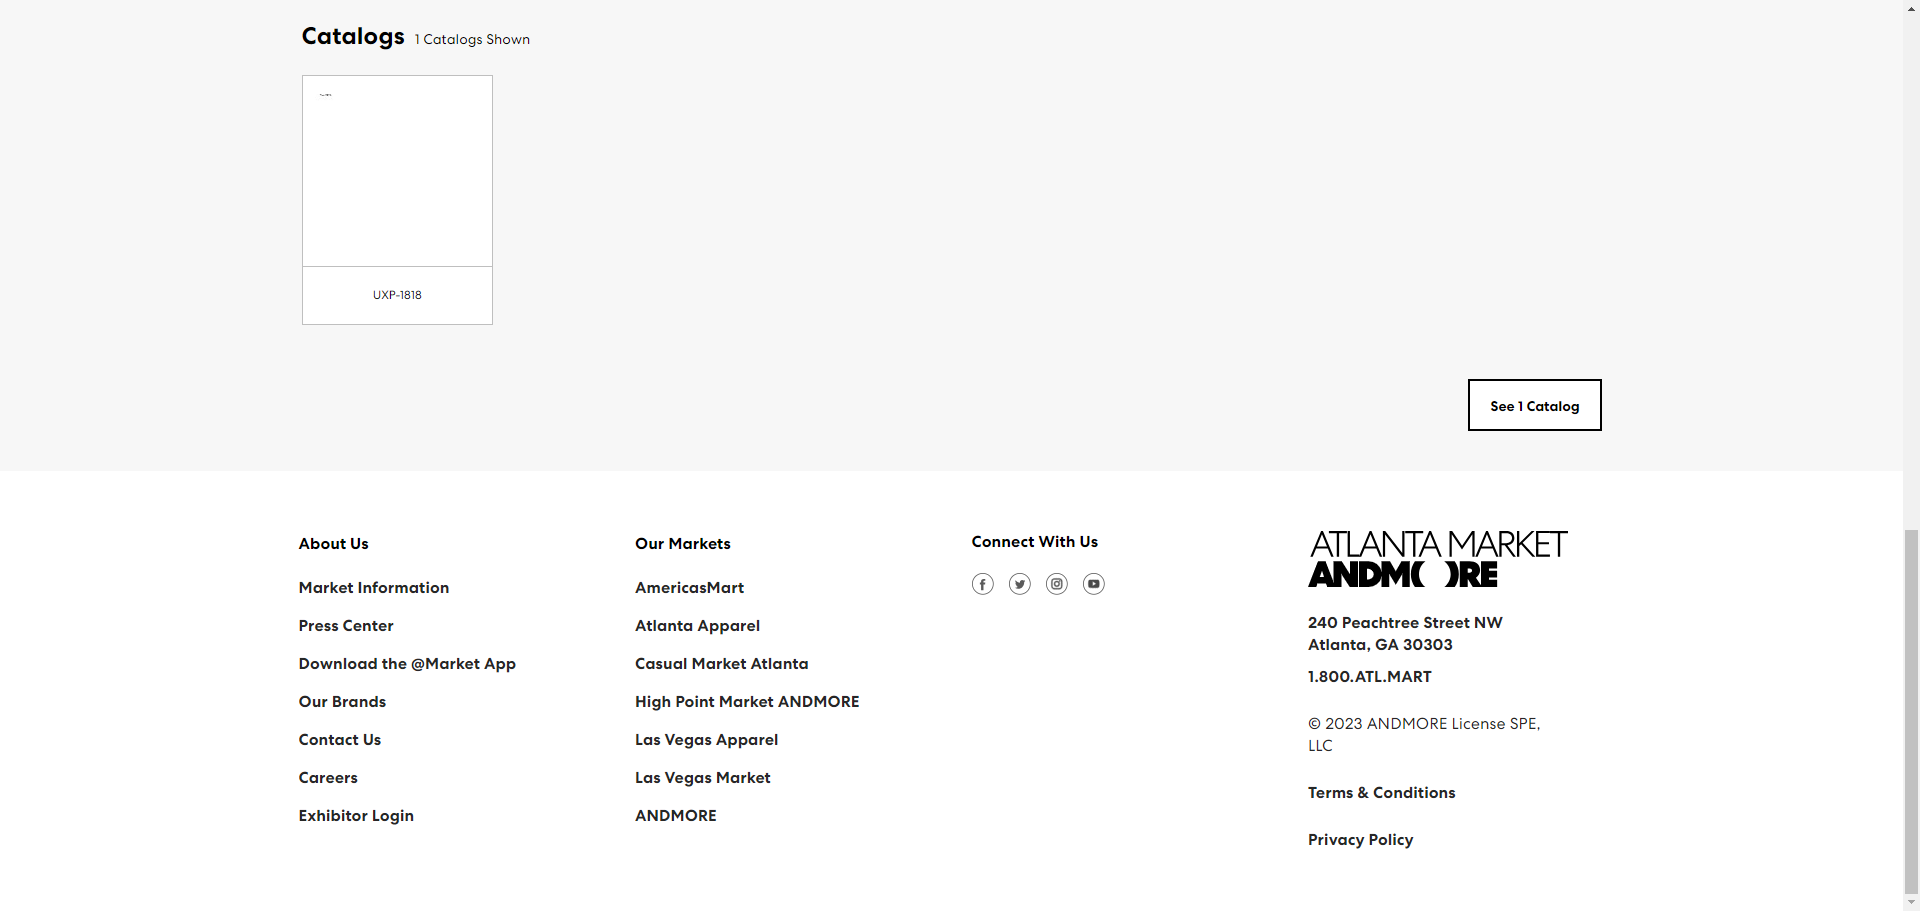 Catalogs 1 Catalogs Shown
UXP-1818
See 1 Catalog
About Us
Market Information
Press Center
Download the @Market App
Our Brands
Contact Us
Careers
Exhibitor Login
Our Markets
AmericasMart
Atlanta Apparel
Casual Market Atlanta
High Point Market ANDMORE
Las Vegas Apparel
Las Vegas Market
ANDMORE
Connect With Us
ATLANTA MARKET
ANDM( )RE
240 Peachtree Street NW
Atlanta, GA 30303
1.800.ATL.MART
© 2023 ANDMORE License SPE,
LLC
Terms & Conditions
Privacy Policy